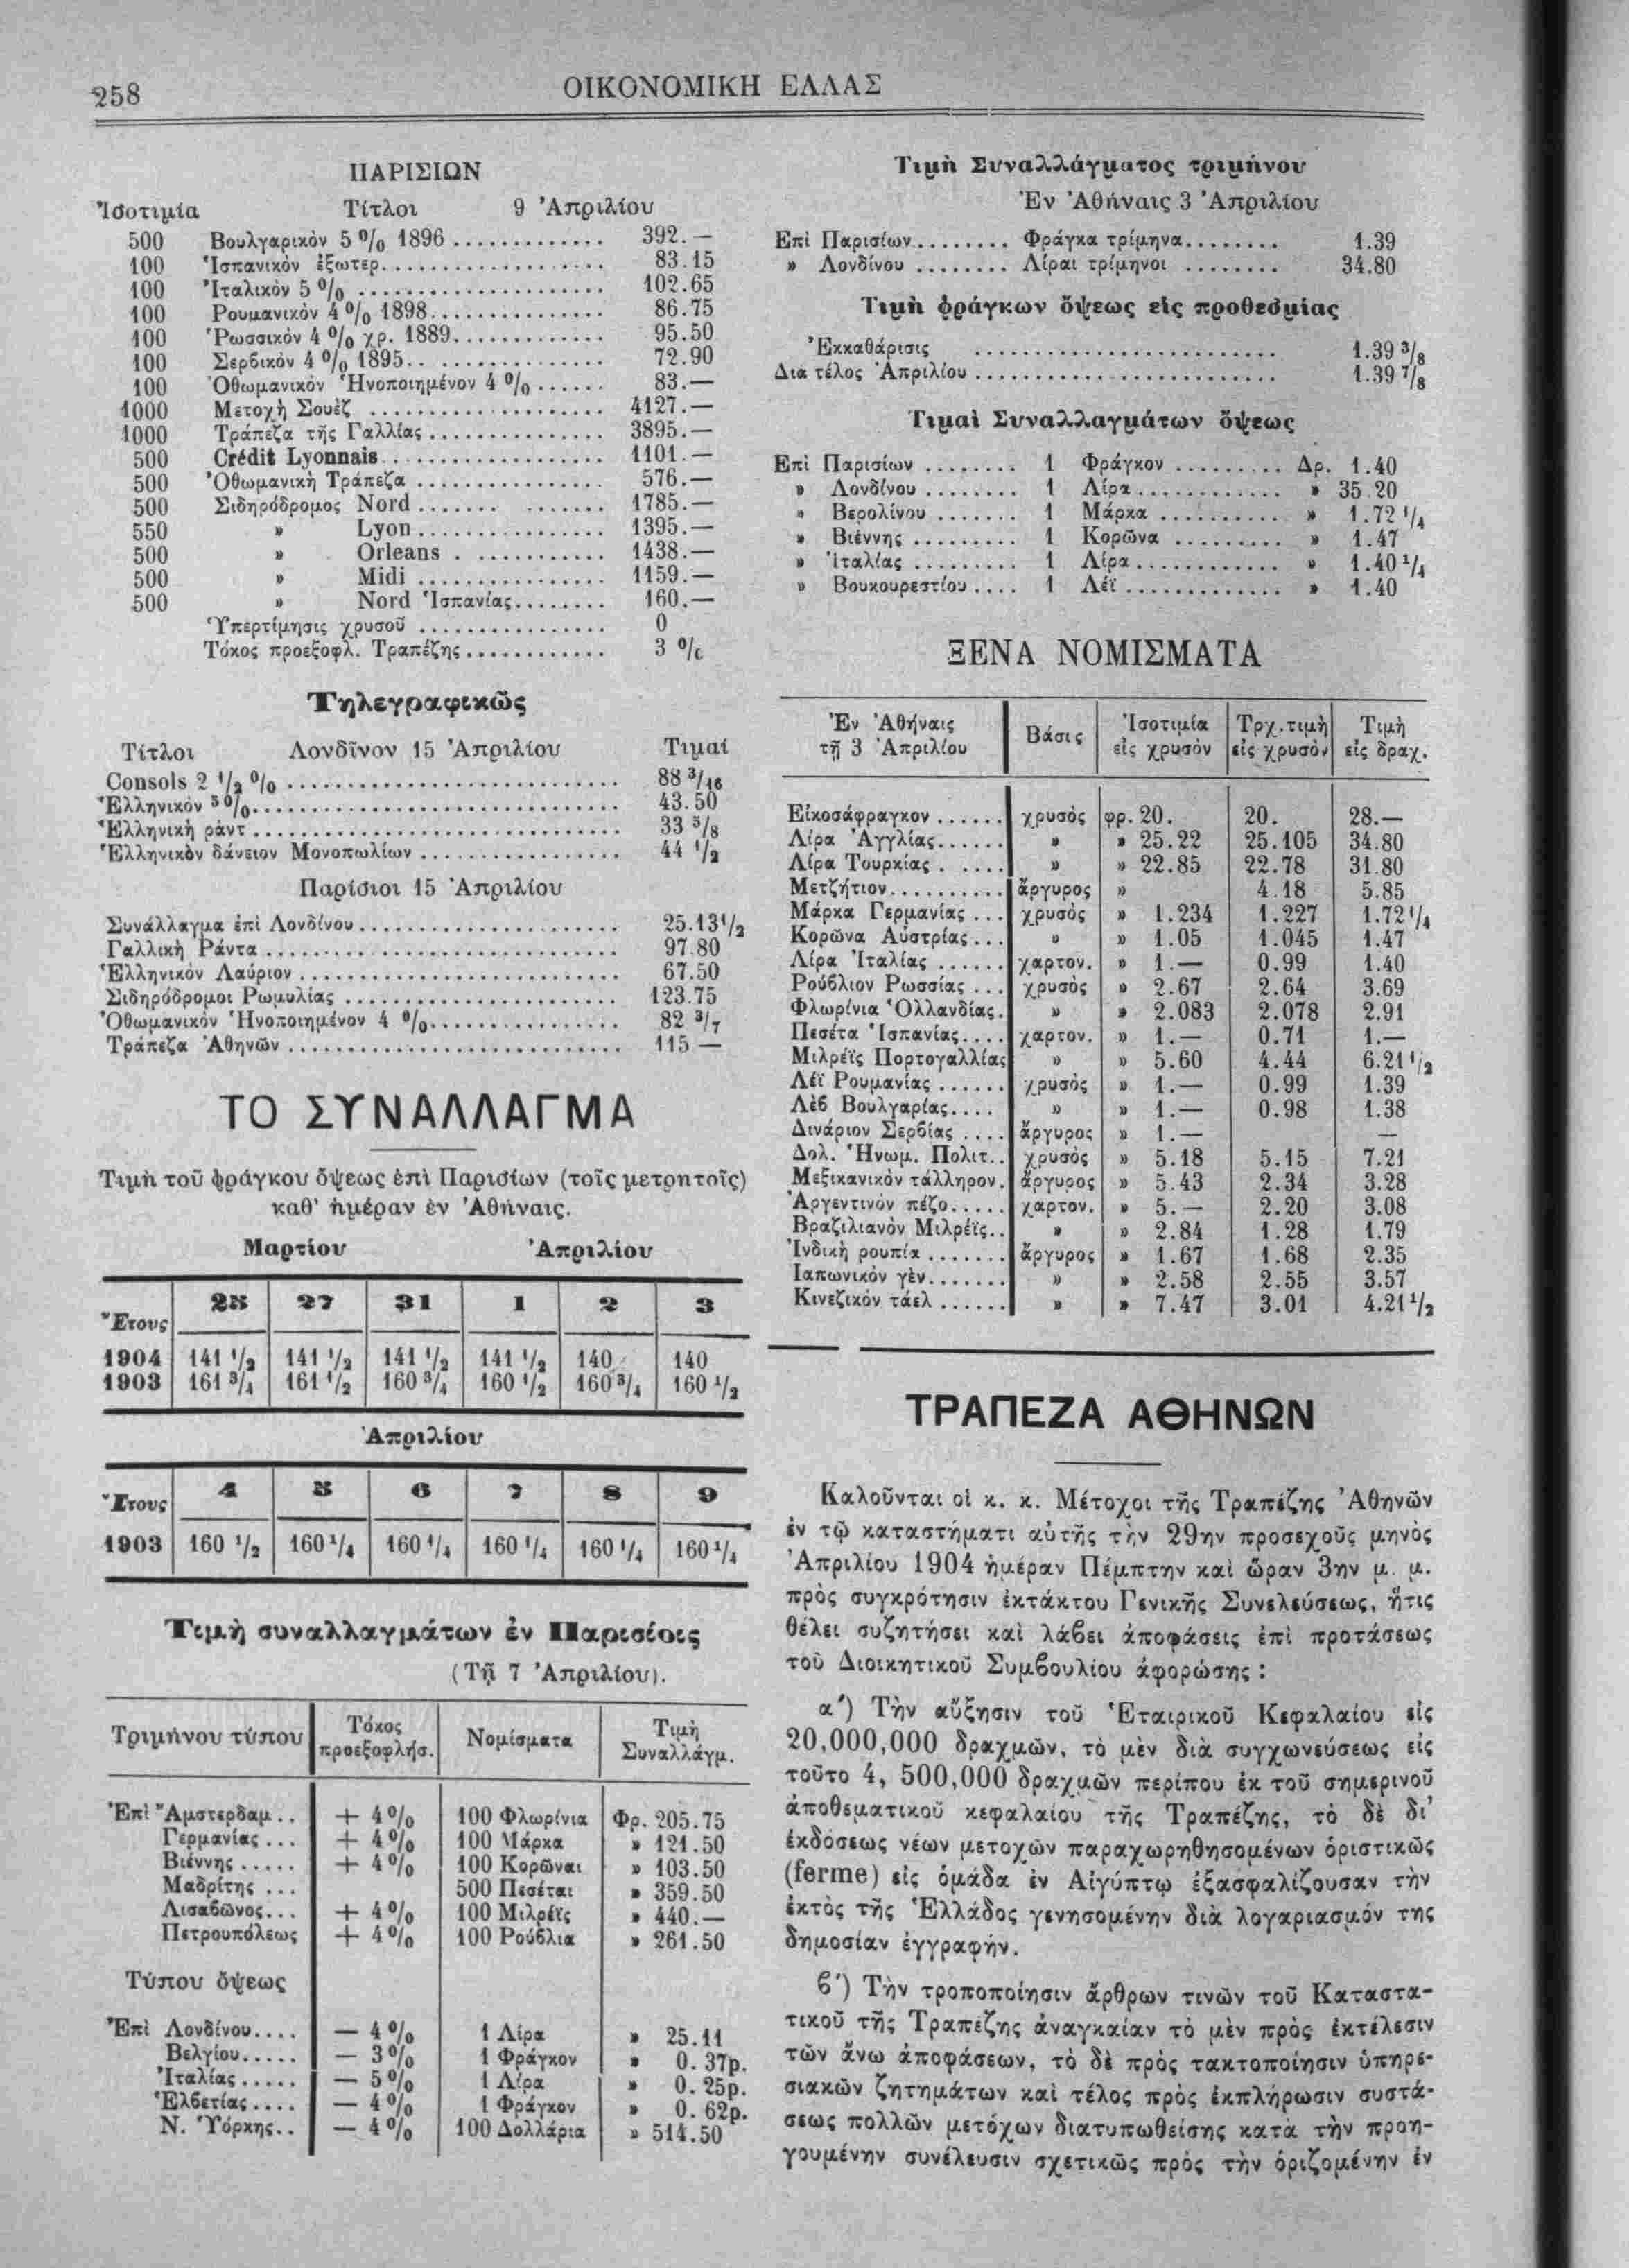 258
ΟΙΚΟΝΟΜΙΚΗ ΕΛΛΑΣ
ΠΑΡΙΣΙΩΝ
Ἰσοτιμία Τίτλοι 9 Ἀπριλίου
500 Βουλγαρικὸν 5 % 1896 ............ 392.—
100 Ἱσπανικὸν ἐξωτερ. ............ 83.15
100 Ἰταλικὸν 5 % ............ 102.65
100 Ρουμανικὸν 4 % 1898 ............ 86.75
100 Ῥωσσικὸν 4 % χρ. 1889 ............ 95.50
100 Σερβικὸν 4 % 1895 ............ 72.90
100 Ὀθωμανικὸν Ἡνοποιημένον 4 % ...... 83.—
1000 Μετοχὴ Σουὲζ ............ 4127.—
1000 Τράπεζα τῆς Γαλλίας ............ 3895.—
500 Crédit Lyonnais ............ 1101.—
500 Ὀθωμανικὴ Τράπεζα ............ 576.—
500 Σιδηρόδρομος Nord ............ 1785.—
550 » Lyon ............ 1395.—
500 » Orleans ............ 1438.—
500 » Midi ............ 1159.—
500 » Nord Ἱσπανίας ........ 160.—
Ὑπερτίμησις χρυσοῦ ............ 0
Τόκος προεξοφλ. Τραπέζης ............ 3 %
Τηλεγραφικῶς
Τίτλοι Λονδῖνον 15 Ἀπριλίου Τιμαί
Consols 2 1/2 % ............ 88 3/16
Ἑλληνικὸν 5 % ............ 43.50
Ἑλληνικὴ ράντ ............ 33 5/8
Ἑλληνικὸν δάνειον Μονοπωλίων ............ 44 1/2
Παρίσιοι 15 Ἀπριλίου
Συνάλλαγμα ἐπὶ Λονδίνου ............ 25.13 1/2
Γαλλικὴ Ράντα ............ 97.80
Ἑλληνικὸν Λαύριον ............ 67.50
Σιδηρόδρομοι Ρωμυλίας ............ 123.75
Ὀθωμανικὸν Ἡνοποιημένον 4 % ............ 82 3/7
Τράπεζα Ἀθηνῶν ............ 115 —
ΤΟ ΣΥΝΑΛΛΑΓΜΑ
Τιμὴ τοῦ φράγκου ὄψεως ἐπὶ Παρισίων (τοῖς μετρητοῖς)
καθ' ἡμέραν ἐν Ἀθήναις.
Μαρτίου Ἀπριλίου
Ἔτους 28 27 31 1 2 3
1904 141 1/2 141 1/2 141 1/2 141 1/2 140 140
1903 161 3/4 161 1/2 160 3/4 160 1/2 160 3/4 160 1/2
Ἀπριλίου
Ἔτους 4 5 6 7 8 9
1903 160 1/2 160 1/4 160 1/4 160 1/4 160 1/4 160 1/4
Τιμὴ συναλλαγμάτων ἐν Παρισίοις
(Τῇ 7 Ἀπριλίου).
Τριμήνου τύπου Τόκος προεξοφλήσ. Νομίσματα Τιμὴ Συναλλάγμ.
Ἐπὶ Ἀμστερδαμ .. + 4 % 100 Φλωρίνια Φρ. 205.75
Γερμανίας ... + 4 % 100 Μάρκα » 121.50
Βιέννης ..... + 4 % 100 Κορῶναι » 103.50
Μαδρίτης ... 500 Πεσέται » 359.50
Λισαβῶνος ... + 4 % 100 Μιλρέϊς » 440.—
Πετρουπόλεως + 4 % 100 Ρούβλια » 261.50
Τύπου ὄψεως
Ἐπὶ Λονδίνου .... — 4 % 1 Λίρα » 25.11
Βελγίου ..... — 3 % 1 Φράγκον » 0.37p.
Ἰταλίας ..... — 5 % 1 Λίρα » 0.25p.
Ἑλβετίας .... — 4 % 1 Φράγκον » 0.62p.
Ν. Ὑόρκης .. — 4 % 100 Δολλάρια » 514.50
Τιμὴ Συναλλάγματος τριμήνου
Ἐν Ἀθήναις 3 Ἀπριλίου
Επὶ Παρισίων ........ Φράγκα τρίμηνα ........ 1.39
» Λονδίνου ........ Λίραι τρίμηνοι ........ 34.80
Τιμὴ φράγκων ὄψεως εἰς προθεσμίας
Ἐκκαθάρισις ............ 1.39 3/8
Διὰ τέλος Ἀπριλίου ............ 1.39 7/8
Τιμαὶ Συναλλαγμάτων ὄψεως
Επὶ Παρισίων ........ 1 Φράγκον ......... Δρ. 1.40
» Λονδίνου ........ 1 Λίρα ............ » 35.20
» Βερολίνου ....... 1 Μάρκα .......... » 1.72 1/4
» Βιέννης ......... 1 Κορῶνα ......... » 1.47
» Ἰταλίας ......... 1 Λίρα ............ » 1.40 1/4
» Βουκουρεστίου .... 1 Λέϊ ............. » 1.40
ΞΕΝΑ ΝΟΜΙΣΜΑΤΑ
Ἐν Ἀθήναις Βάσις Ἰσοτιμία Τρχ. τιμὴ Τιμὴ
τῇ 3 Ἀπριλίου εἰς χρυσὸν εἰς χρυσὸν εἰς δραχ.
Εἰκοσάφραγκον ...... χρυσὸς φρ. 20. 20. 28.—
Λίρα Ἀγγλίας ...... » » 25.22 25.105 34.80
Λίρα Τουρκίας ..... » » 22.85 22.78 31.80
Μετζήτιον .......... ἄργυρος » 4.18 5.85
Μάρκα Γερμανίας ... χρυσὸς » 1.234 1.227 1.72 1/4
Κορῶνα Αὐστρίας ... » » 1.05 1.045 1.47
Λίρα Ἰταλίας ...... χαρτον. » 1.— 0.99 1.40
Ρούβλιον Ρωσσίας ... χρυσὸς » 2.67 2.64 3.69
Φλωρίνια Ὁλλανδίας. » » 2.083 2.078 2.91
Πεσέτα Ἱσπανίας .... χαρτον. » 1.— 0.71 1.—
Μιλρέϊς Πορτογαλλίας » » 5.60 4.44 6.21 1/2
Λέϊ Ρουμανίας ...... χρυσὸς » 1.— 0.99 1.39
Λὲβ Βουλγαρίας .... » » 1.— 0.98 1.38
Δινάριον Σερβίας .... ἄργυρος » 1.— —
Δολ. Ἡνωμ. Πολιτ .. χρυσὸς » 5.18 5.15 7.21
Μεξικανικὸν τάλληρον. ἄργυρος » 5.43 2.34 3.28
Ἀργεντινὸν πέζο ..... χαρτον. » 5.— 2.20 3.08
Βραζιλιανὸν Μιλρέϊς .. » » 2.84 1.28 1.79
Ἰνδικὴ ρουπία ....... ἄργυρος » 1.67 1.68 2.35
Ιαπωνικὸν γὲν ....... » » 2.58 2.55 3.57
Κινεζικὸν τάελ ...... » » 7.47 3.01 4.21 1/2
ΤΡΑΠΕΖΑ ΑΘΗΝΩΝ
Καλοῦνται οἱ κ. κ. Μέτοχοι τῆς Τραπέζης Ἀθηνῶν
ἐν τῷ καταστήματι αὐτῆς τὴν 29ην προσεχοῦς μηνὸς
Ἀπριλίου 1904 ἡμέραν Πέμπτην καὶ ὥραν 3ην μ. μ.
πρὸς συγκρότησιν ἐκτάκτου Γενικῆς Συνελεύσεως, ἥτις
θέλει συζητήσει καὶ λάβει ἀποφάσεις ἐπὶ προτάσεως
τοῦ Διοικητικοῦ Συμβουλίου ἀφορώσης :
α') Τὴν αὔξησιν τοῦ Ἑταιρικοῦ Κεφαλαίου εἰς
20,000,000 δραχμῶν, τὸ μὲν διὰ συγχωνεύσεως εἰς
τοῦτο 4, 500,000 δραχμῶν περίπου ἐκ τοῦ σημερινοῦ
ἀποθεματικοῦ κεφαλαίου τῆς Τραπέζης, τὸ δὲ δι'
ἐκδόσεως νέων μετοχῶν παραχωρηθησομένων ὁριστικῶς
(ferme) εἰς ὁμάδα ἐν Αἰγύπτῳ ἐξασφαλίζουσαν τὴν
ἐκτὸς τῆς Ἑλλάδος γενησομένην διὰ λογαριασμόν της
δημοσίαν ἐγγραφήν.
β') Τὴν τροποποίησιν ἄρθρων τινῶν τοῦ Καταστα-
τικοῦ τῆς Τραπέζης ἀναγκαίαν τὸ μὲν πρὸς ἐκτέλεσιν
τῶν ἄνω ἀποφάσεων, τὸ δὲ πρὸς τακτοποίησιν ὑπηρε-
σιακῶν ζητημάτων καὶ τέλος πρὸς ἐκπλήρωσιν συστά-
σεως πολλῶν μετόχων διατυπωθείσης κατὰ τὴν προη-
γουμένην συνέλευσιν σχετικῶς πρὸς τὴν ὁριζομένην ἐν